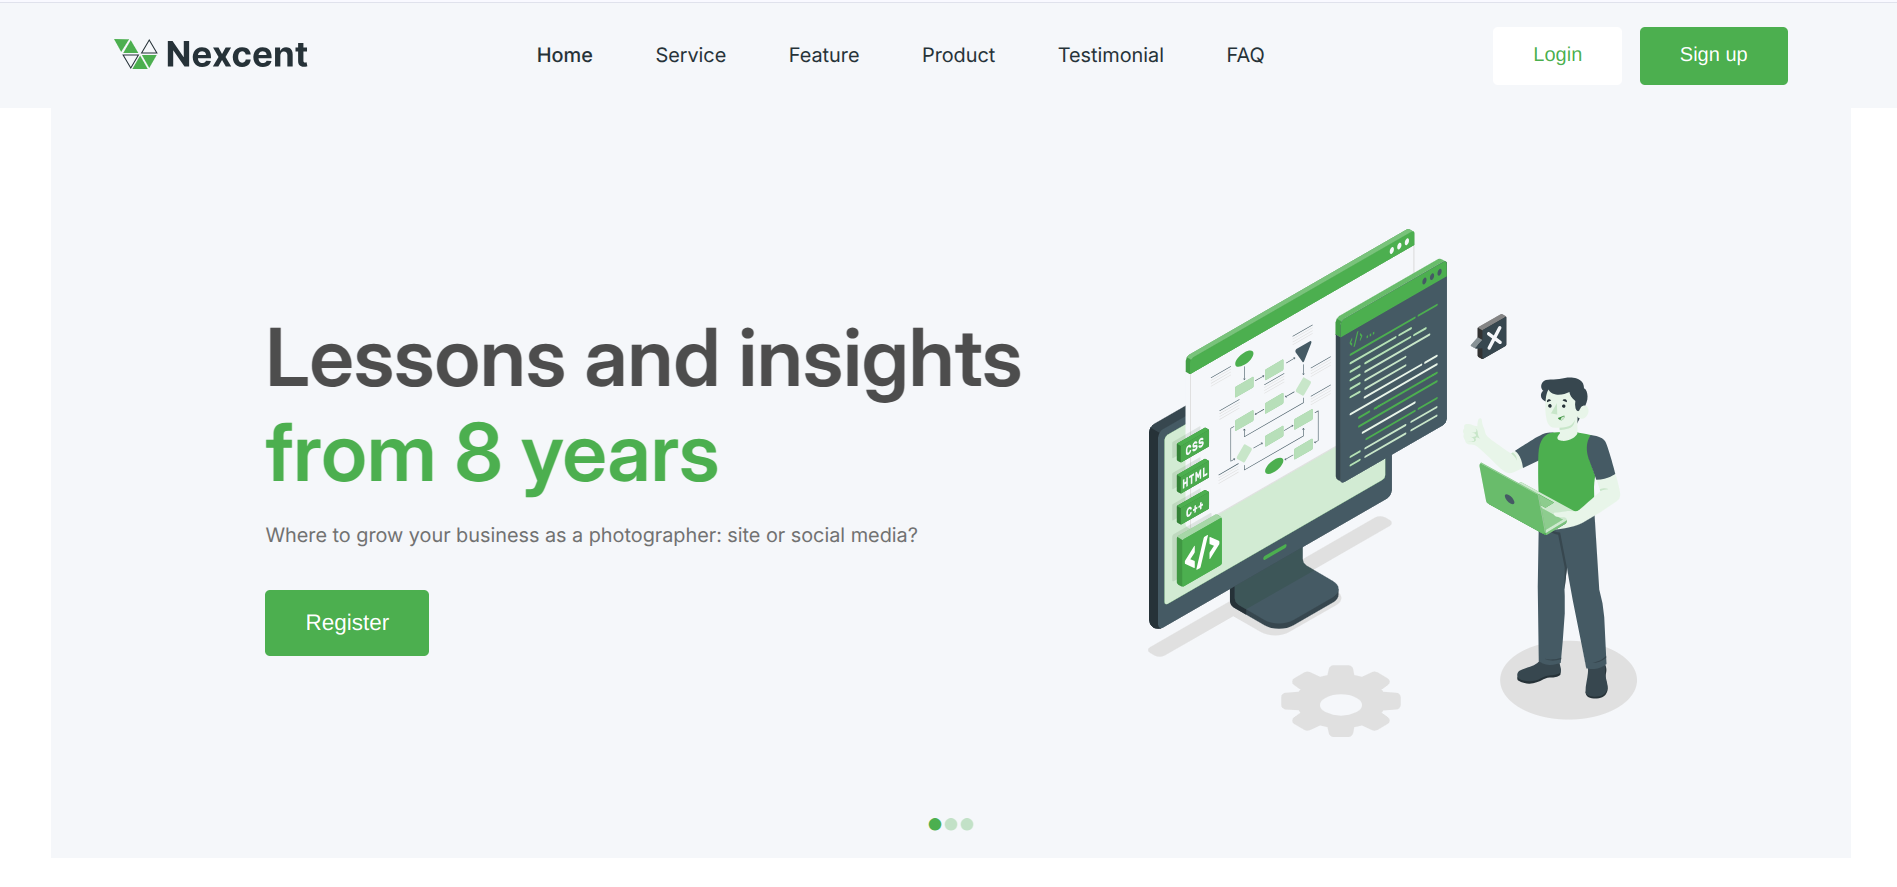 Nexcent
Home
Service
Feature
Product
Testimonial
FAQ
Login
Sign up
Lessons and insights
from 8 years
Where to grow your business as a photographer: site or social media?
Register
</>...
CSS
HTML
C++
</>